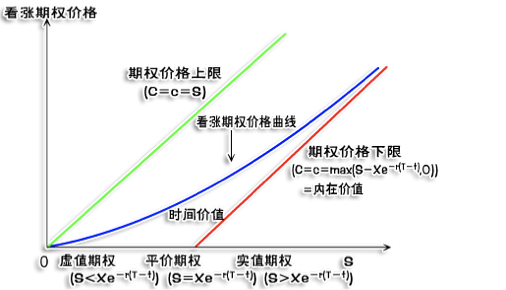 看涨期权价格
期权价格上限
(C=c=S)
看涨期权价格曲线
期权价格下限
(C=c=max(S-Xe-r(T-t),0))
=内在价值
时间价值
0 虚值期权 平价期权 实值期权 S
(S<Xe-r(T-t)) (S=Xe-r(T-t)) (S>Xe-r(T-t))